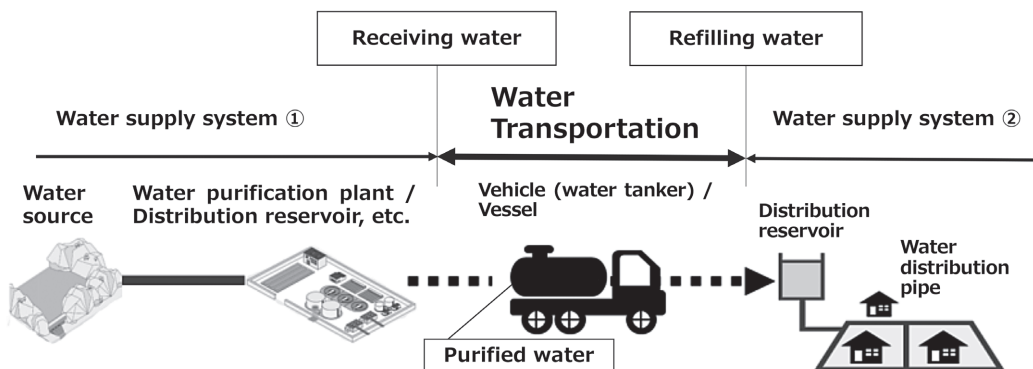 Receiving water
Refilling water
Water supply system ①
Water
Transportation
Water supply system ②
Water
source
Water purification plant /
Distribution reservoir, etc.
Vehicle (water tanker) /
Vessel
Distribution
reservoir
Water
distribution
pipe
Purified water